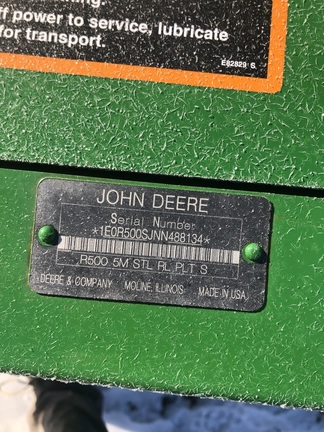 ff power to service, lubricate
for transport.
E82829 S
JOHN DEERE
Serial Number
*1E0R500SJNN488134*
R500 5M STL RL PLT S
DEERE & COMPANY MOLINE, ILLINOIS MADE IN USA